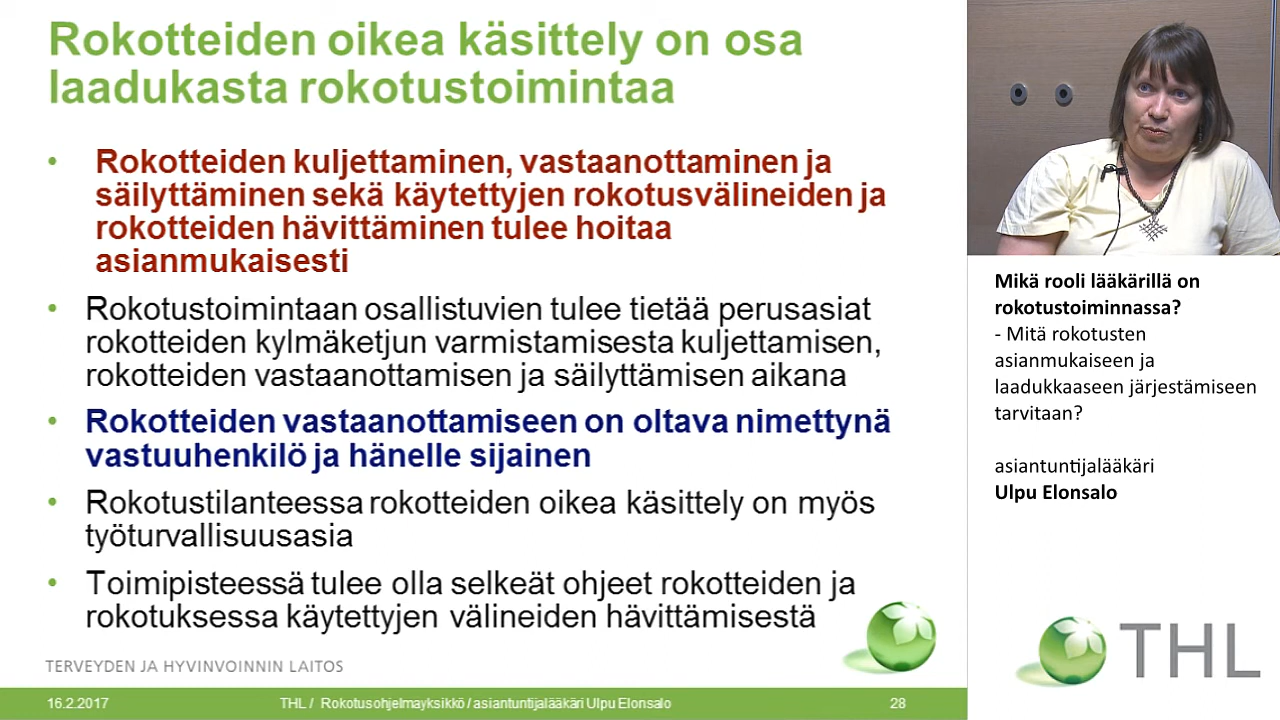 Rokotteiden oikea käsittely on osa
laadukasta rokotustoimintaa
• Rokotteiden kuljettaminen, vastaanottaminen ja
säilyttäminen sekä käytettyjen rokotusvälineiden ja
rokotteiden hävittäminen tulee hoitaa
asianmukaisesti
• Rokotustoimintaan osallistuvien tulee tietää perusasiat
rokotteiden kylmäketjun varmistamisesta kuljettamisen,
rokotteiden vastaanottamisen ja säilyttämisen aikana
• Rokotteiden vastaanottamiseen on oltava nimettynä
vastuuhenkilö ja hänelle sijainen
• Rokotustilanteessa rokotteiden oikea käsittely on myös
työturvallisuusasia
• Toimipisteessä tulee olla selkeät ohjeet rokotteiden ja
rokotuksessa käytettyjen välineiden hävittämisestä
TERVEYDEN JA HYVINVOINNIN LAITOS
16.2.2017 THL / Rokotusohjelmayksikkö / asiantuntijalääkäri Ulpu Elonsalo 28
Mikä rooli lääkärillä on
rokotustoiminnassa?
- Mitä rokotusten
asianmukaiseen ja
laadukkaaseen järjestämiseen
tarvitaan?
asiantuntijalääkäri
Ulpu Elonsalo
THL